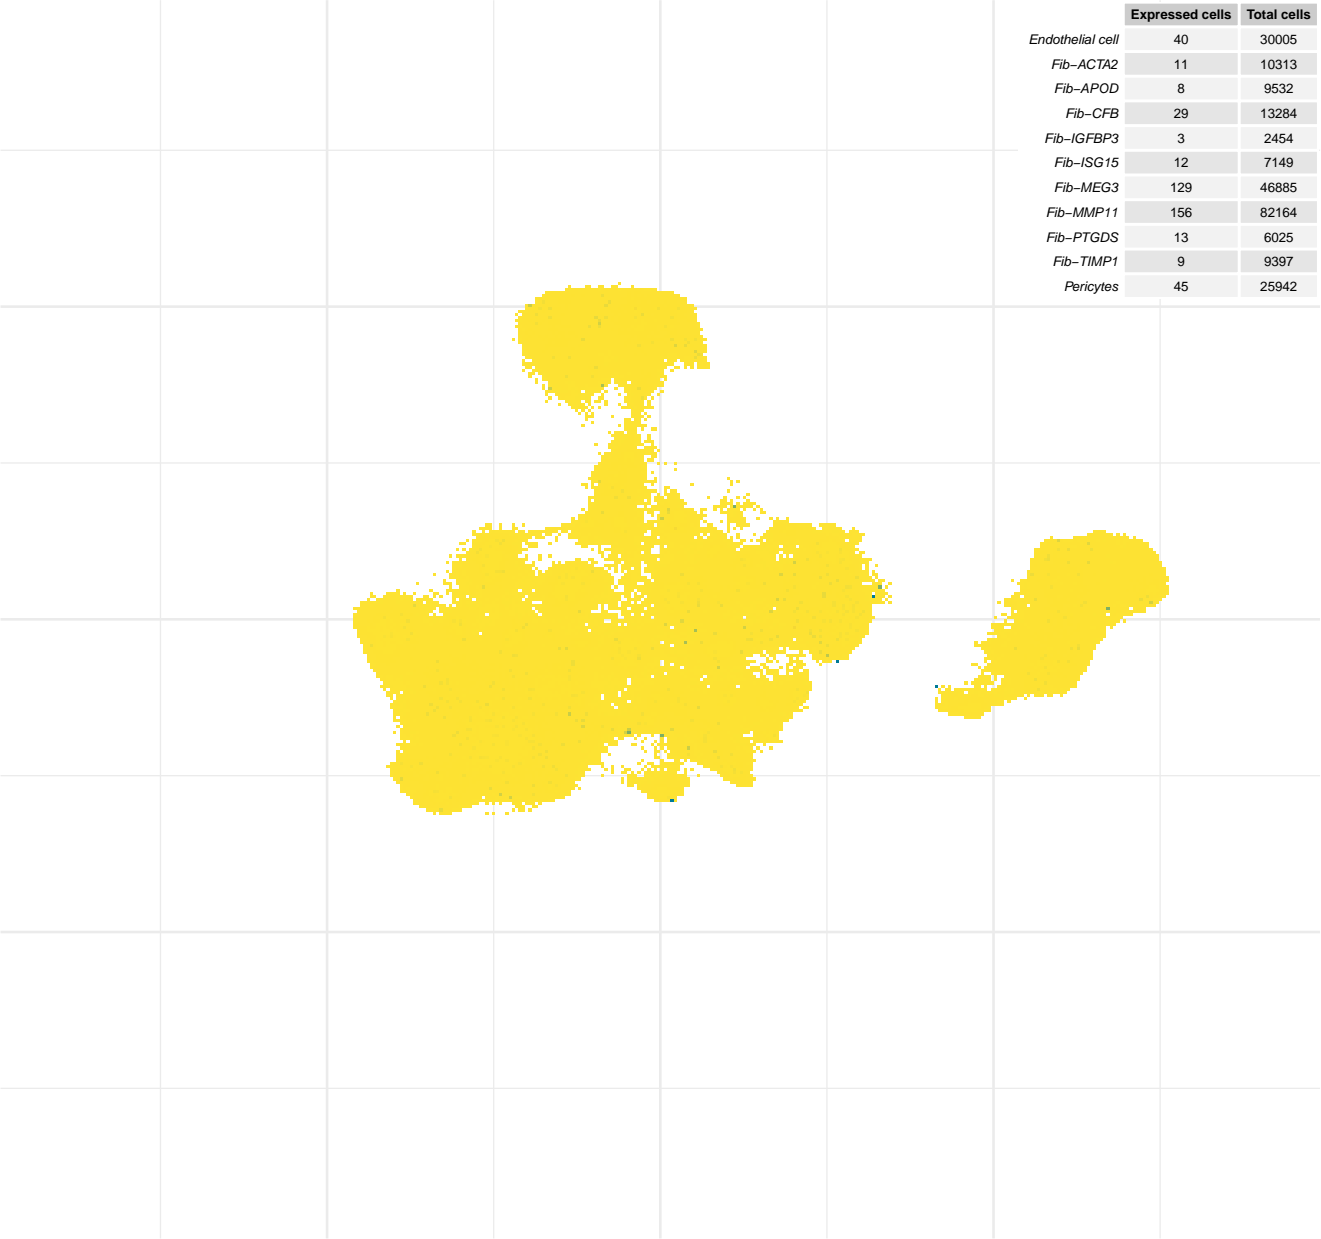 Expressed cells Total cells
Endothelial cell 40 30005
Fib−ACTA2 11 10313
Fib−APOD 8 9532
Fib−CFB 29 13284
Fib−IGFBP3 3 2454
Fib−ISG15 12 7149
Fib−MEG3 129 46885
Fib−MMP11 156 82164
Fib−PTGDS 13 6025
Fib−TIMP1 9 9397
Pericytes 45 25942